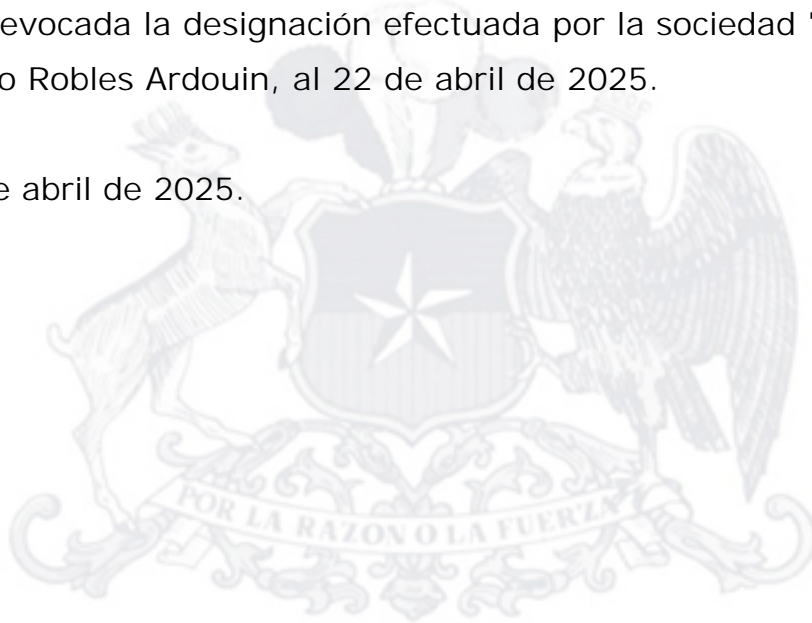 evocada la designación efectuada por la sociedad "
o Robles Ardouin, al 22 de abril de 2025.
e abril de 2025.
POR LA RAZON O LA FUERZA